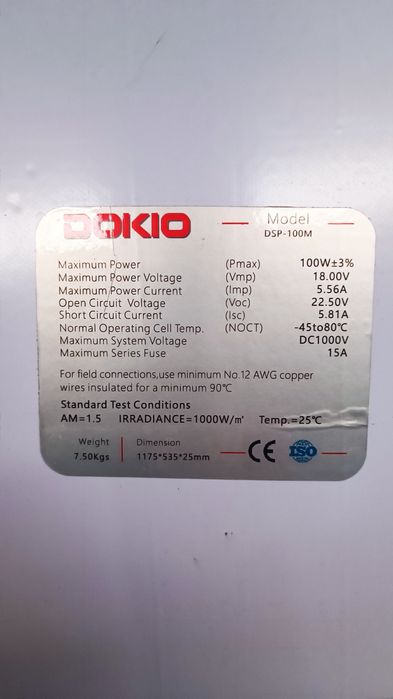 DOKIO
Model
DSP-100M
Maximum Power (Pmax) 100W±3%
Maximum Power Voltage (Vmp) 18.00V
Maximum Power Current (Imp) 5.56A
Open Circuit Voltage (Voc) 22.50V
Short Circuit Current (Isc) 5.81A
Normal Operating Cell Temp. (NOCT) -45to80℃
Maximum System Voltage DC1000V
Maximum Series Fuse 15A
For field connections,use minimum No.12 AWG copper
wires insulated for a minimum 90℃
Standard Test Conditions
AM=1.5 IRRADIANCE=1000W/㎡ Temp.=25℃
Weight Dimension
7.50Kgs 1175*535*25mm
CE ISO